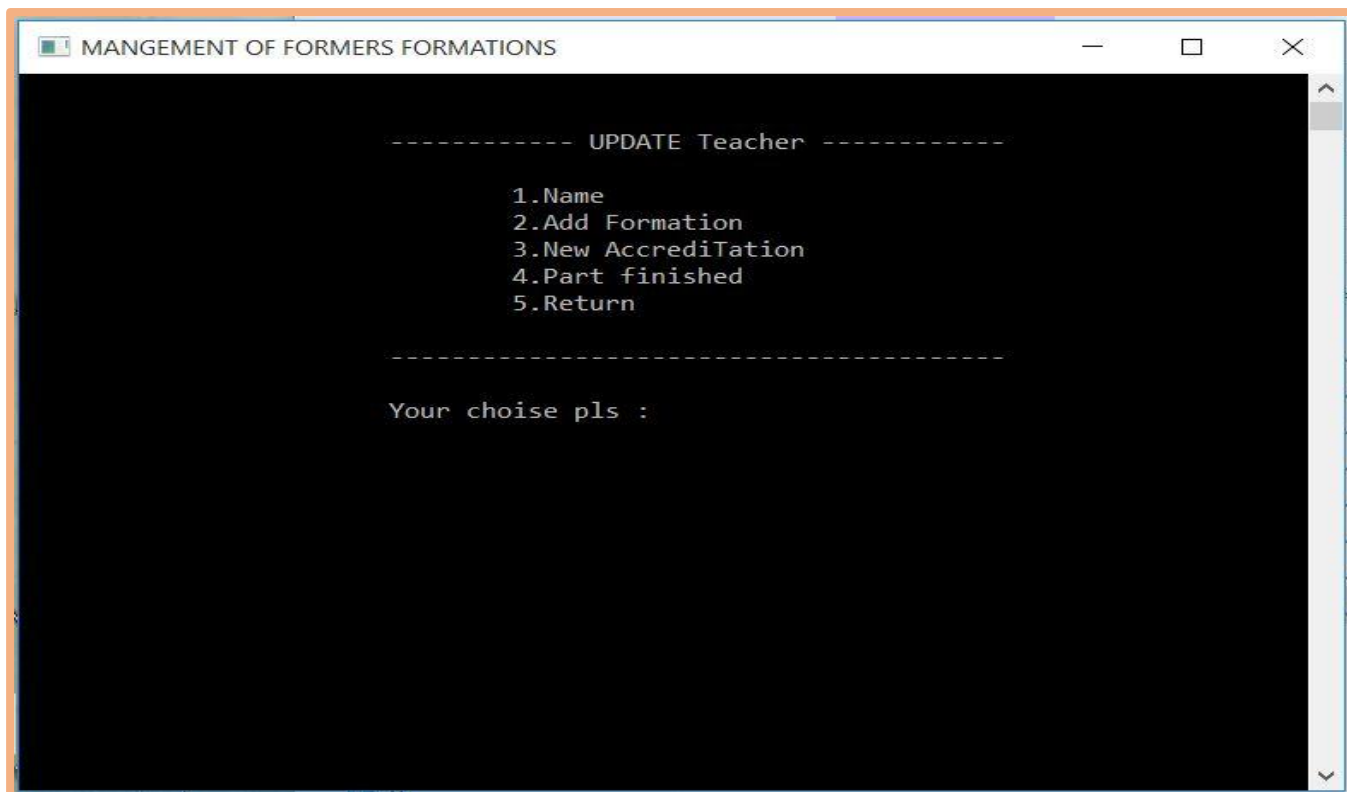 MANGEMENT OF FORMERS FORMATIONS
------------ UPDATE Teacher ------------
1.Name
2.Add Formation
3.New AccrediTation
4.Part finished
5.Return
----------------------------------------
Your choise pls :